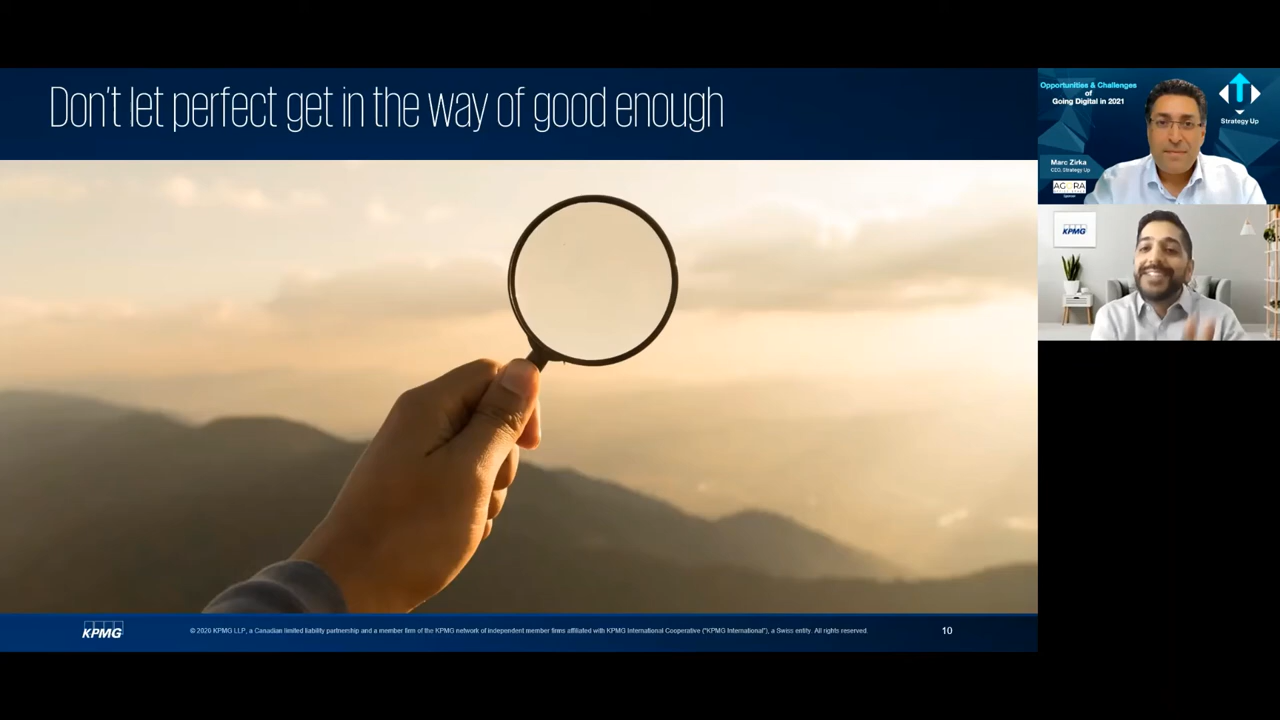 Don't let perfect get in the way of good enough
Opportunities & Challenges
of
Going Digital in 2021
Strategy Up
Marc Zirka
CEO, Strategy Up
AGORA
KPMG
KPMG
© 2026 KPMG LLP, a Canadian limited liability partnership and a member firm of the KPMG network of independent member firms affiliated with KPMG International Cooperative ("KPMG International"), a Swiss entity. All rights reserved.
10